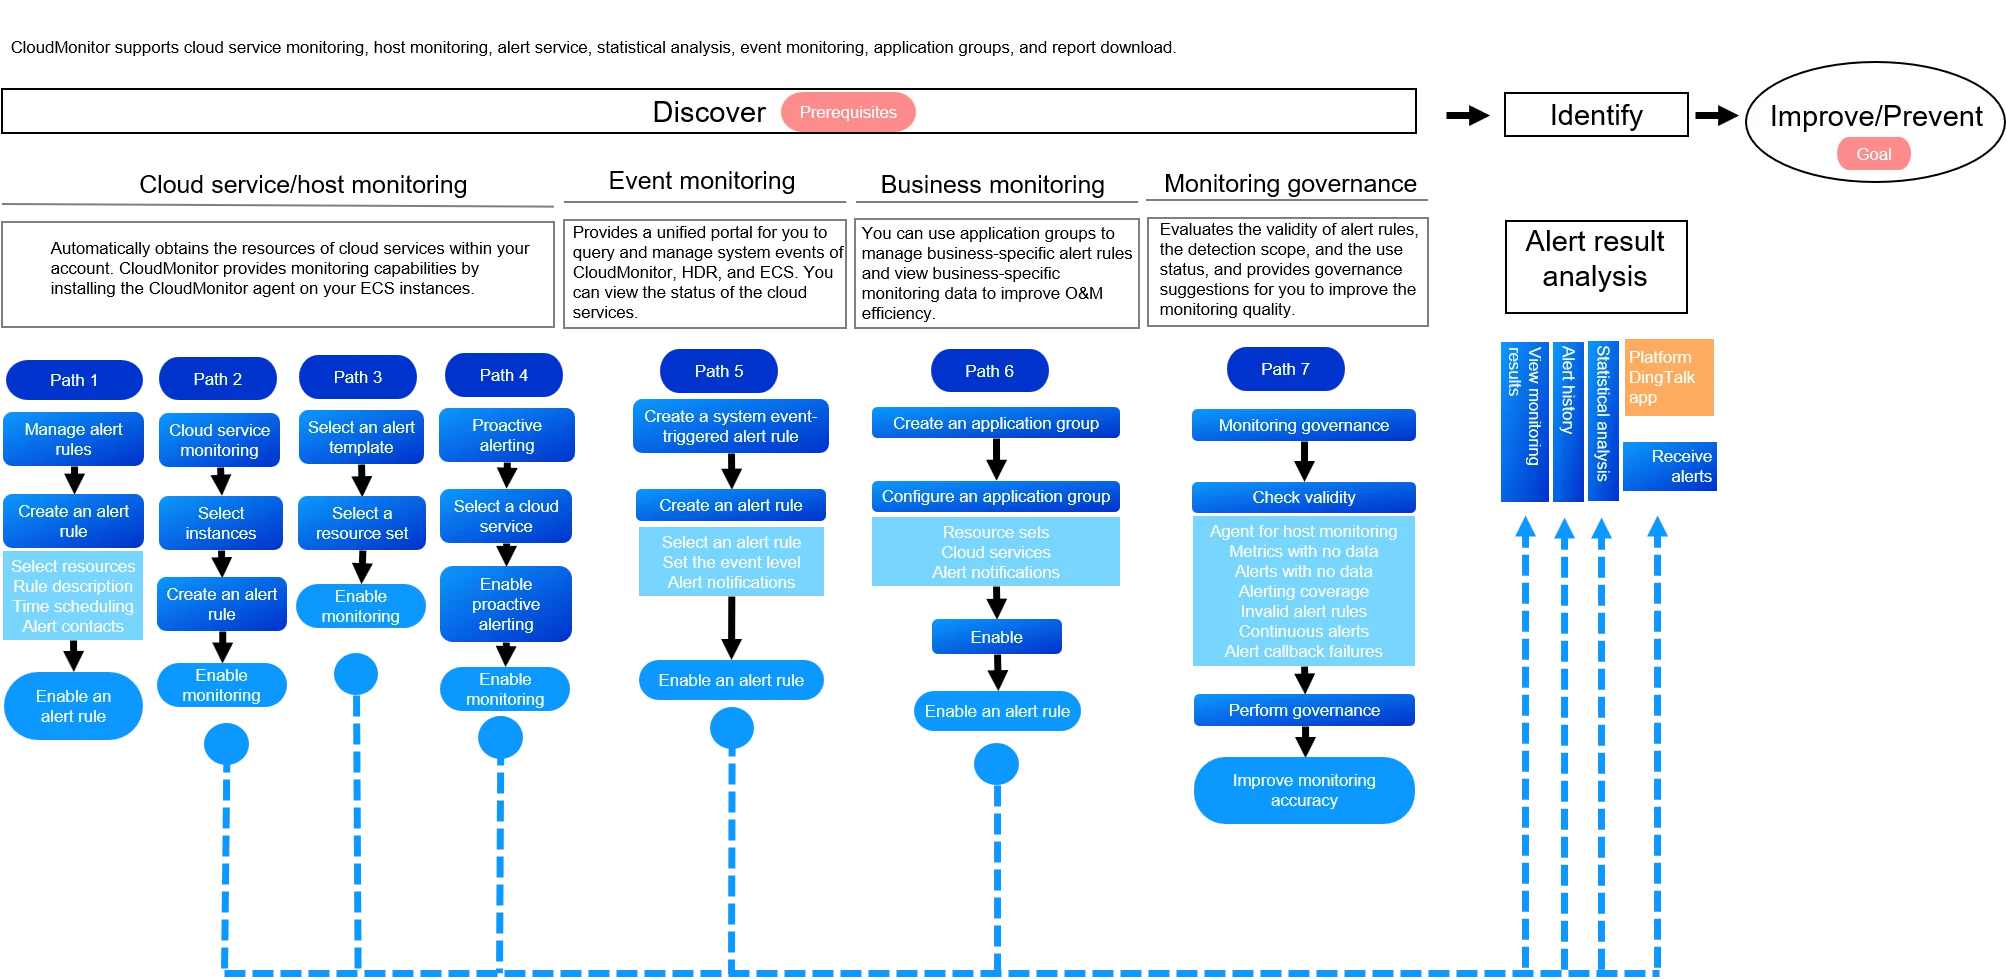 CloudMonitor supports cloud service monitoring, host monitoring, alert service, statistical analysis, event monitoring, application groups, and report download.
Discover
Prerequisites
Identify
Improve/Prevent
Goal
Cloud service/host monitoring
Automatically obtains the resources of cloud services within your
account. CloudMonitor provides monitoring capabilities by
installing the CloudMonitor agent on your ECS instances.
Event monitoring
Provides a unified portal for you to
query and manage system events of
CloudMonitor, HDR, and ECS. You
can view the status of the cloud
services.
Business monitoring
You can use application groups to
manage business-specific alert rules
and view business-specific
monitoring data to improve O&M
efficiency.
Monitoring governance
Evaluates the validity of alert rules,
the detection scope, and the use
status, and provides governance
suggestions for you to improve the
monitoring quality.
Alert result
analysis
Path 1
Manage alert
rules
Create an alert
rule
Select resources
Rule description
Time scheduling
Alert contacts
Enable an
alert rule
Path 2
Cloud service
monitoring
Select
instances
Create an alert
rule
Enable
monitoring
Path 3
Select an alert
template
Select a
resource set
Enable
monitoring
Path 4
Proactive
alerting
Select a cloud
service
Enable
proactive
alerting
Enable
monitoring
Path 5
Create a system event-
triggered alert rule
Create an alert rule
Select an alert rule
Set the event level
Alert notifications
Enable an alert rule
Path 6
Create an application group
Configure an application group
Resource sets
Cloud services
Alert notifications
Enable
Enable an alert rule
Path 7
Monitoring governance
Check validity
Agent for host monitoring
Metrics with no data
Alerts with no data
Alerting coverage
Invalid alert rules
Continuous alerts
Alert callback failures
Perform governance
Improve monitoring
accuracy
View monitoring
results
Alert history
Statistical analysis
Platform
DingTalk
app
Receive
alerts